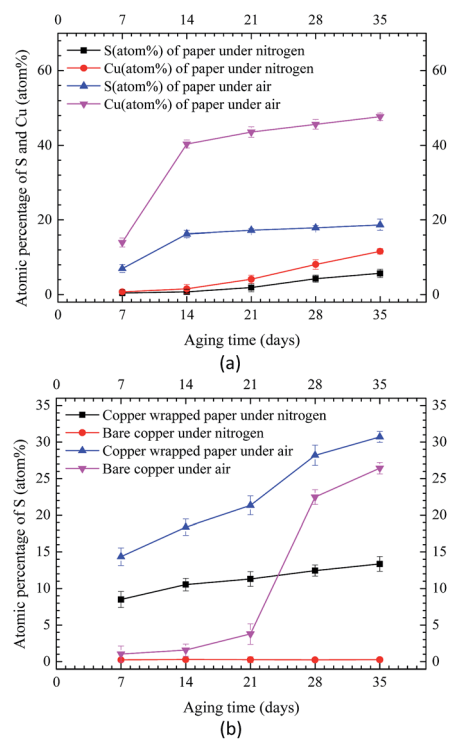 0 7 14 21 28 35
S(atom%) of paper under nitrogen
Cu(atom%) of paper under nitrogen
S(atom%) of paper under air
Cu(atom%) of paper under air
60 60
40 40
20 20
0 0
Atomic percentage of S and Cu (atom%)
0 7 14 21 28 35
Aging time (days)
(a)
0 7 14 21 28 35
Copper wrapped paper under nitrogen
Bare copper under nitrogen
Copper wrapped paper under air
Bare copper under air
35 35
30 30
25 25
20 20
15 15
10 10
5 5
0 0
Atomic percentage of S (atom%)
0 7 14 21 28 35
Aging time (days)
(b)